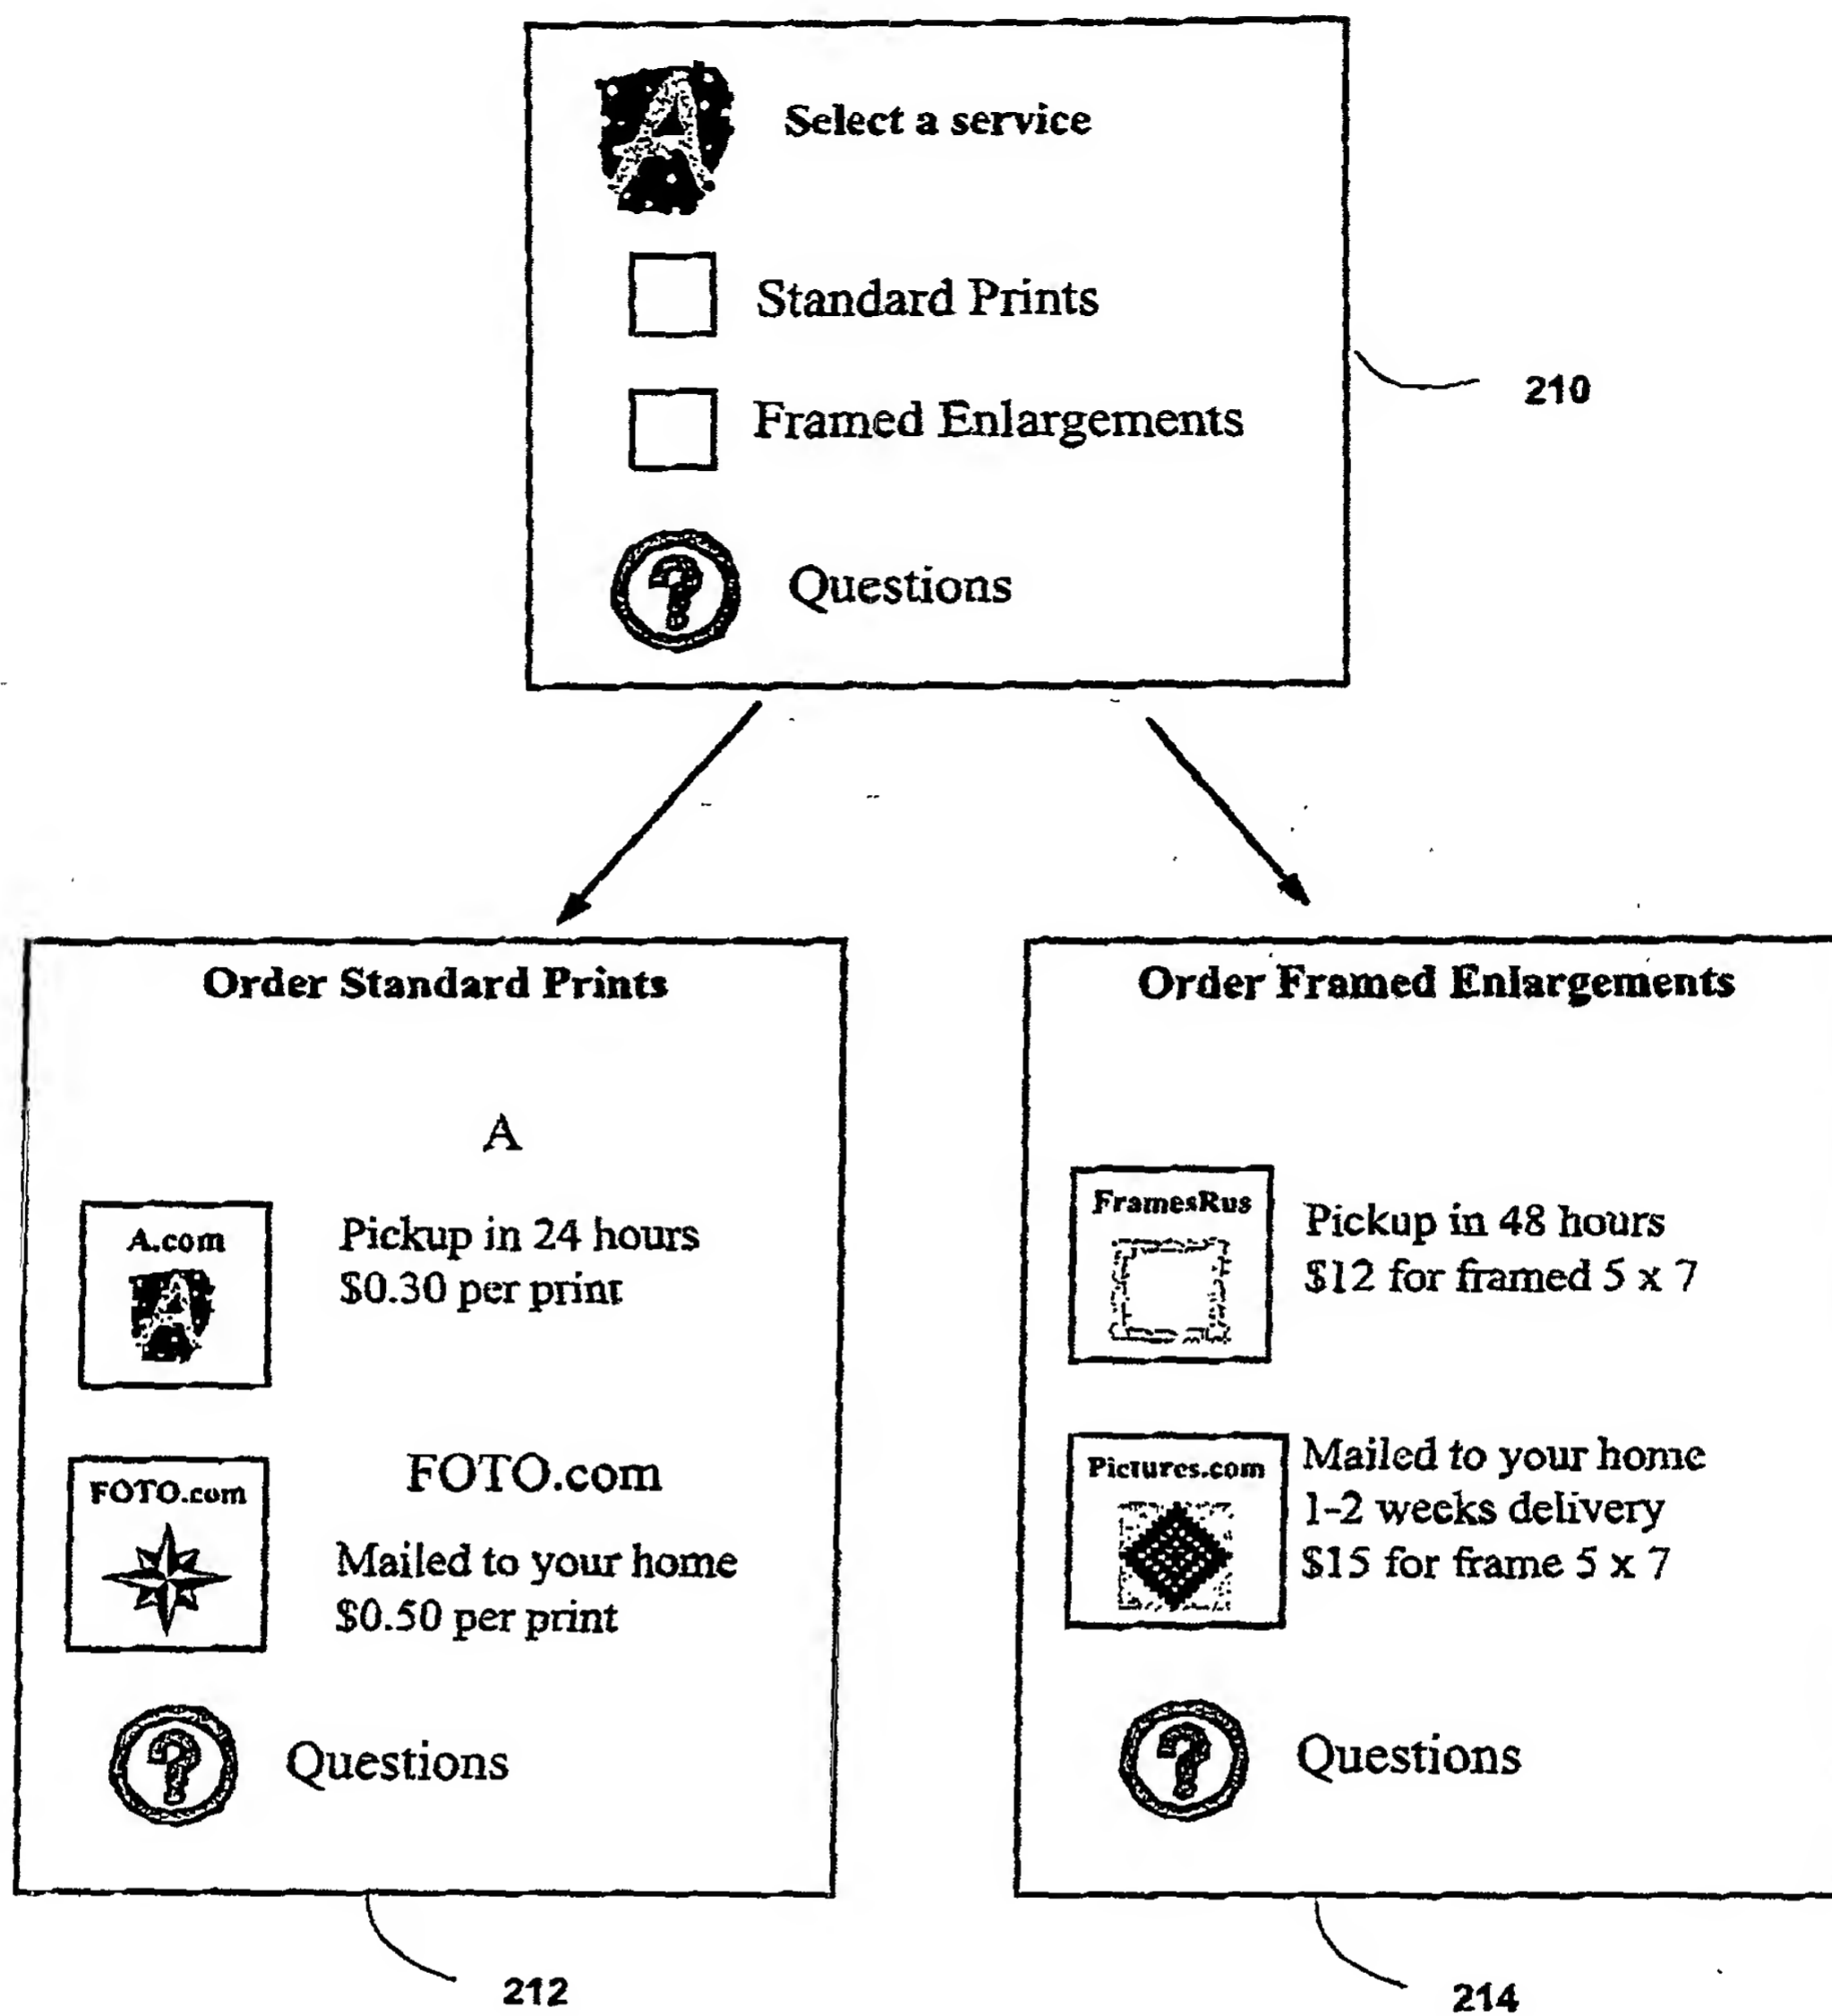 Select a service
Standard Prints
Framed Enlargements
Questions
210
Order Standard Prints
A
A.com
Pickup in 24 hours
$0.30 per print
FOTO.com
FOTO.com
Mailed to your home
$0.50 per print
Questions
212
Order Framed Enlargements
FramesRus
Pickup in 48 hours
$12 for framed 5 x 7
Pictures.com
Mailed to your home
1-2 weeks delivery
$15 for frame 5 x 7
Questions
214